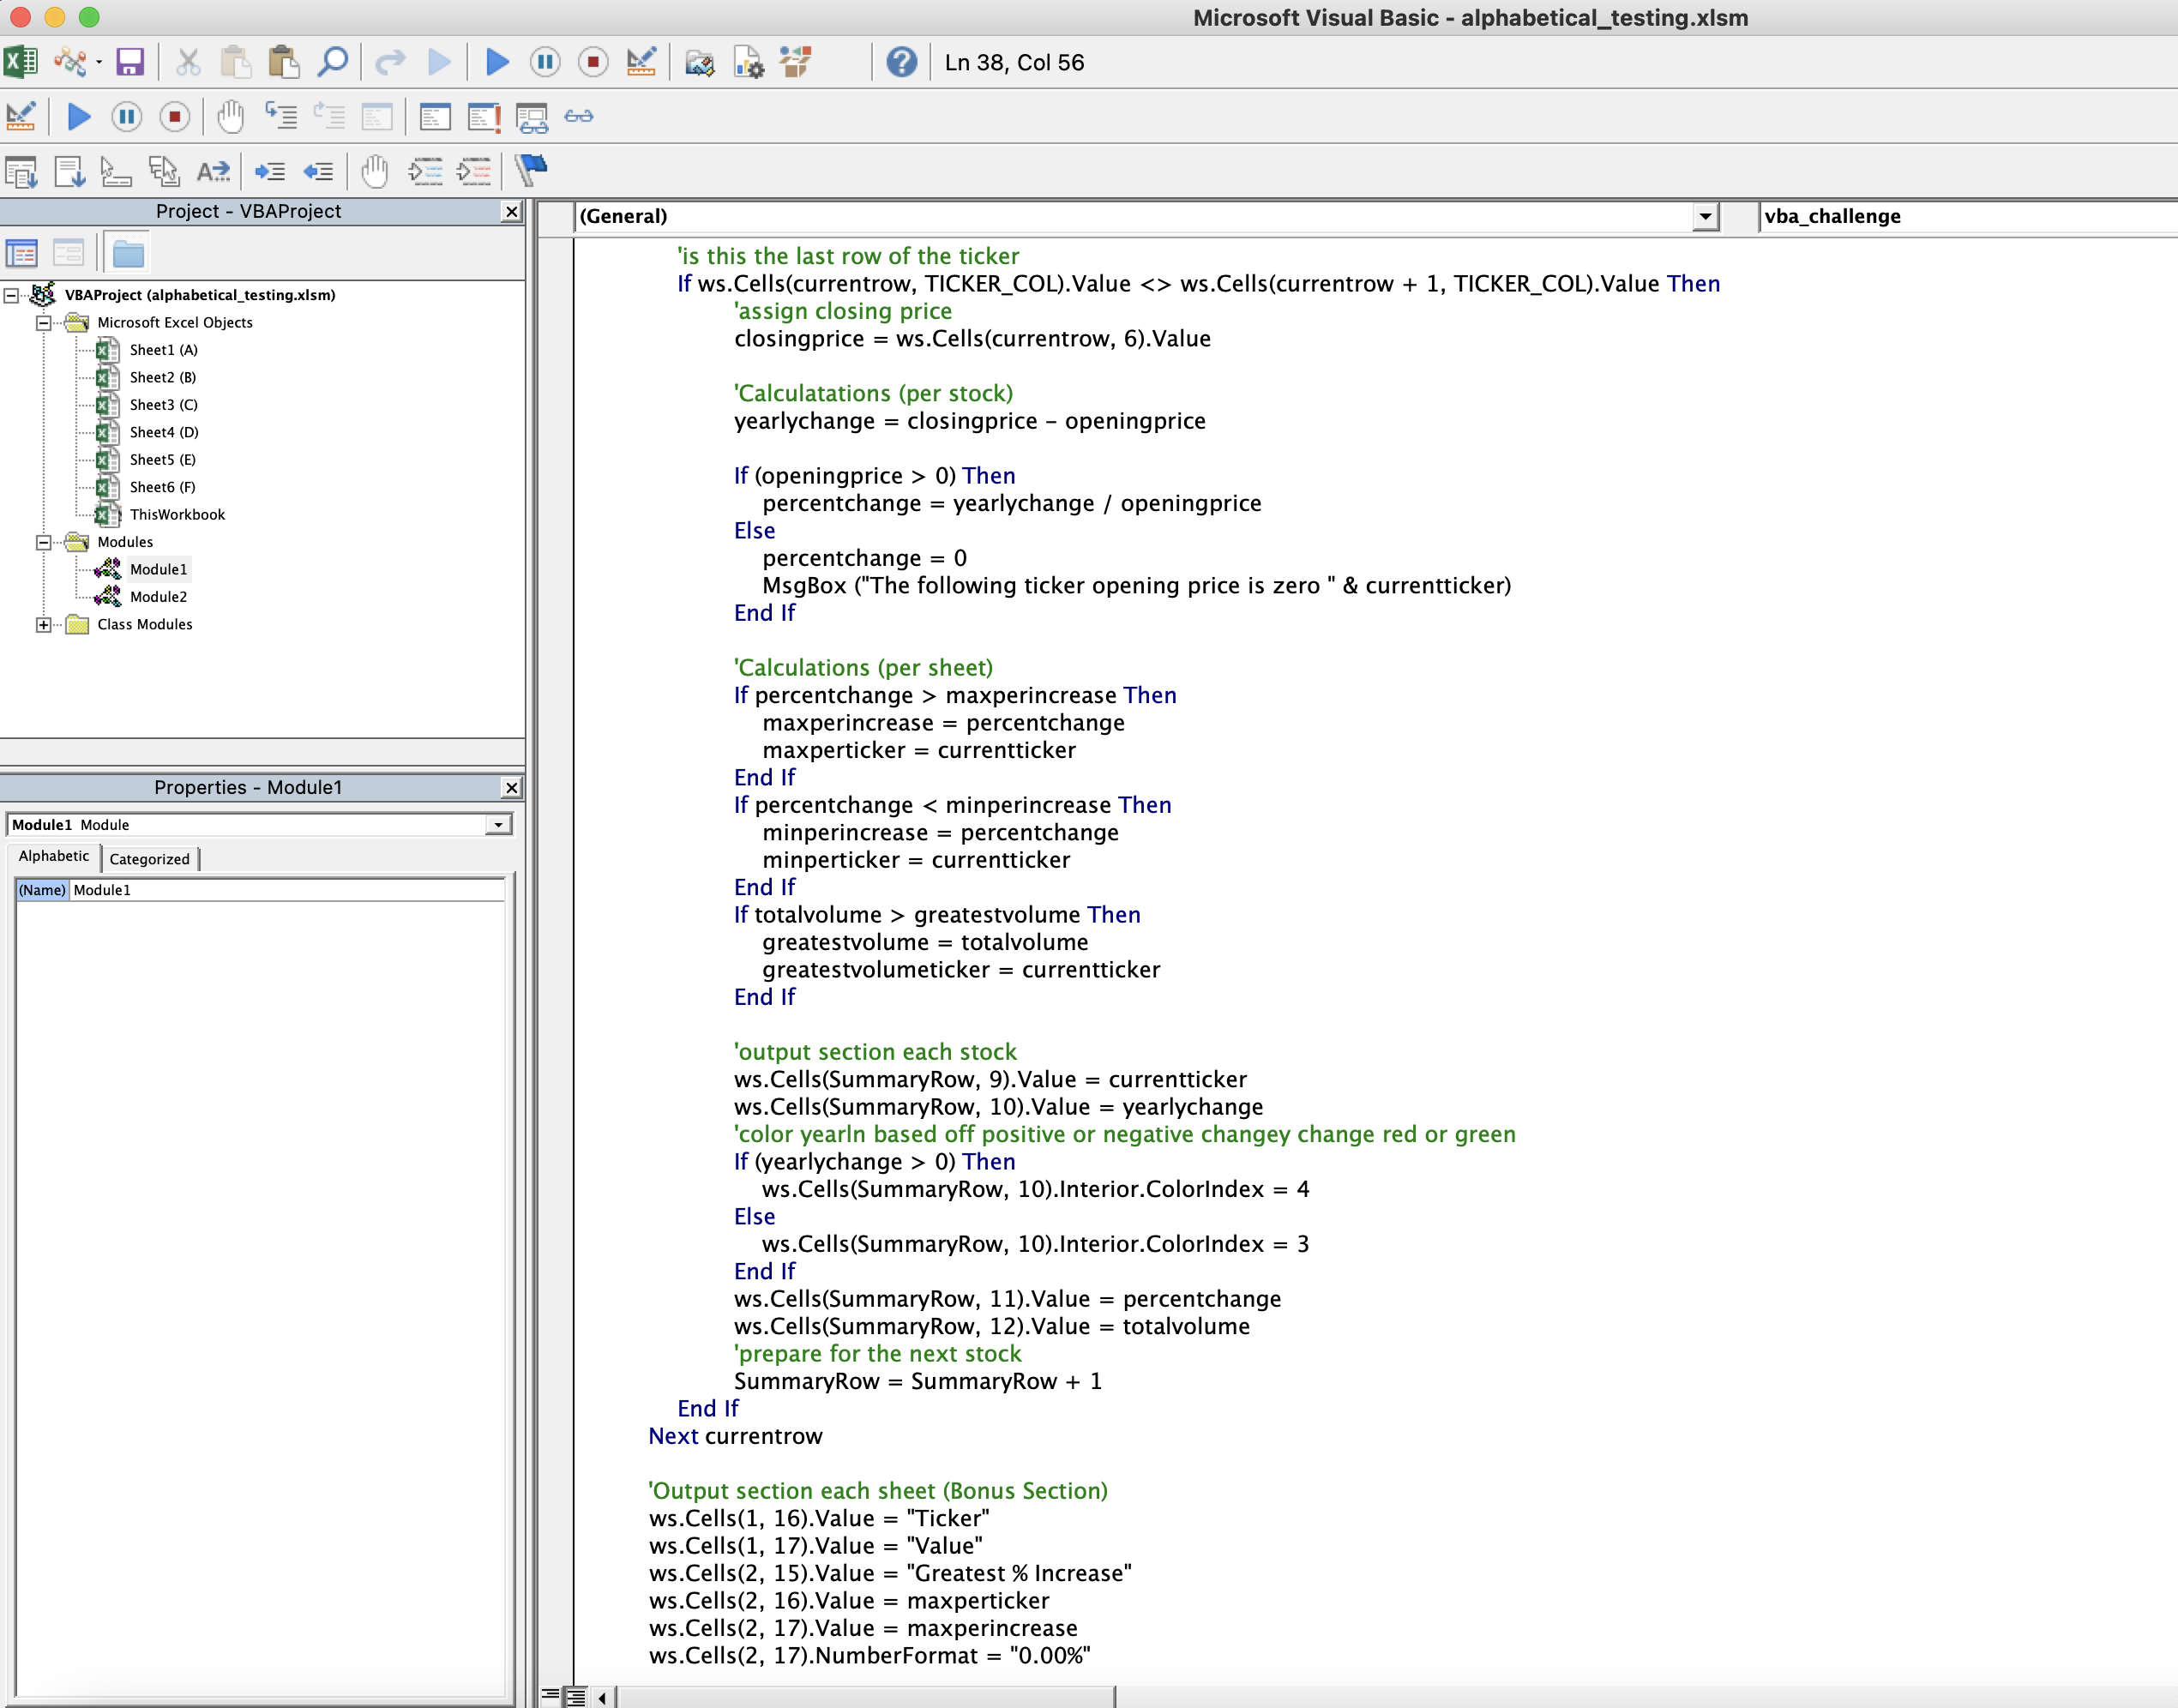 Microsoft Visual Basic - alphabetical_testing.xlsm
Ln 38, Col 56
Project - VBAProject
VBAProject (alphabetical_testing.xlsm)
Microsoft Excel Objects
Sheet1 (A)
Sheet2 (B)
Sheet3 (C)
Sheet4 (D)
Sheet5 (E)
Sheet6 (F)
ThisWorkbook
Modules
Module1
Module2
Class Modules
Properties - Module1
Module1 Module
Alphabetic
Categorized
(Name) Module1
(General)
vba_challenge
'is this the last row of the ticker
If ws.Cells(currentrow, TICKER_COL).Value <> ws.Cells(currentrow + 1, TICKER_COL).Value Then
'assign closing price
closingprice = ws.Cells(currentrow, 6).Value
'Calculatations (per stock)
yearlychange = closingprice - openingprice
If (openingprice > 0) Then
percentchange = yearlychange / openingprice
Else
percentchange = 0
MsgBox ("The following ticker opening price is zero " & currentticker)
End If
'Calculations (per sheet)
If percentchange > maxperincrease Then
maxperincrease = percentchange
maxperticker = currentticker
End If
If percentchange < minperincrease Then
minperincrease = percentchange
minperticker = currentticker
End If
If totalvolume > greatestvolume Then
greatestvolume = totalvolume
greatestvolumeticker = currentticker
End If
'output section each stock
ws.Cells(SummaryRow, 9).Value = currentticker
ws.Cells(SummaryRow, 10).Value = yearlychange
'color yearln based off positive or negative changey change red or green
If (yearlychange > 0) Then
ws.Cells(SummaryRow, 10).Interior.ColorIndex = 4
Else
ws.Cells(SummaryRow, 10).Interior.ColorIndex = 3
End If
ws.Cells(SummaryRow, 11).Value = percentchange
ws.Cells(SummaryRow, 12).Value = totalvolume
'prepare for the next stock
SummaryRow = SummaryRow + 1
End If
Next currentrow
'Output section each sheet (Bonus Section)
ws.Cells(1, 16).Value = "Ticker"
ws.Cells(1, 17).Value = "Value"
ws.Cells(2, 15).Value = "Greatest % Increase"
ws.Cells(2, 16).Value = maxperticker
ws.Cells(2, 17).Value = maxperincrease
ws.Cells(2, 17).NumberFormat = "0.00%"